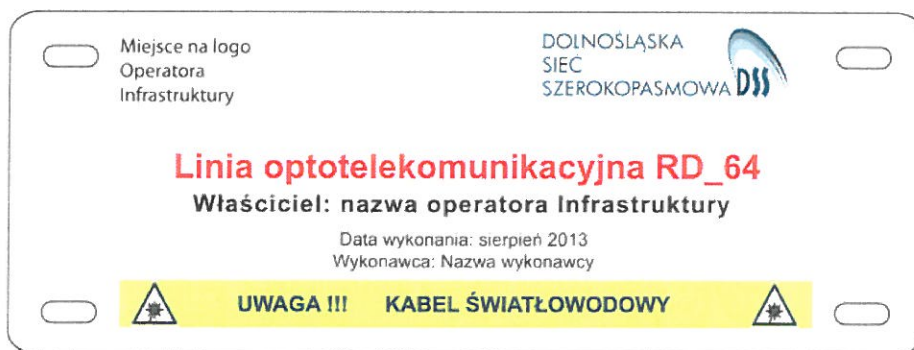 Miejsce na logo
Operatora
Infrastruktury
DOLNOŚLĄSKA
SIEĆ
SZEROKOPASMOWA DSS
Linia optotelekomunikacyjna RD_64
Właściciel: nazwa operatora Infrastruktury
Data wykonania: sierpień 2013
Wykonawca: Nazwa wykonawcy
UWAGA !!! KABEL ŚWIATŁOWODOWY